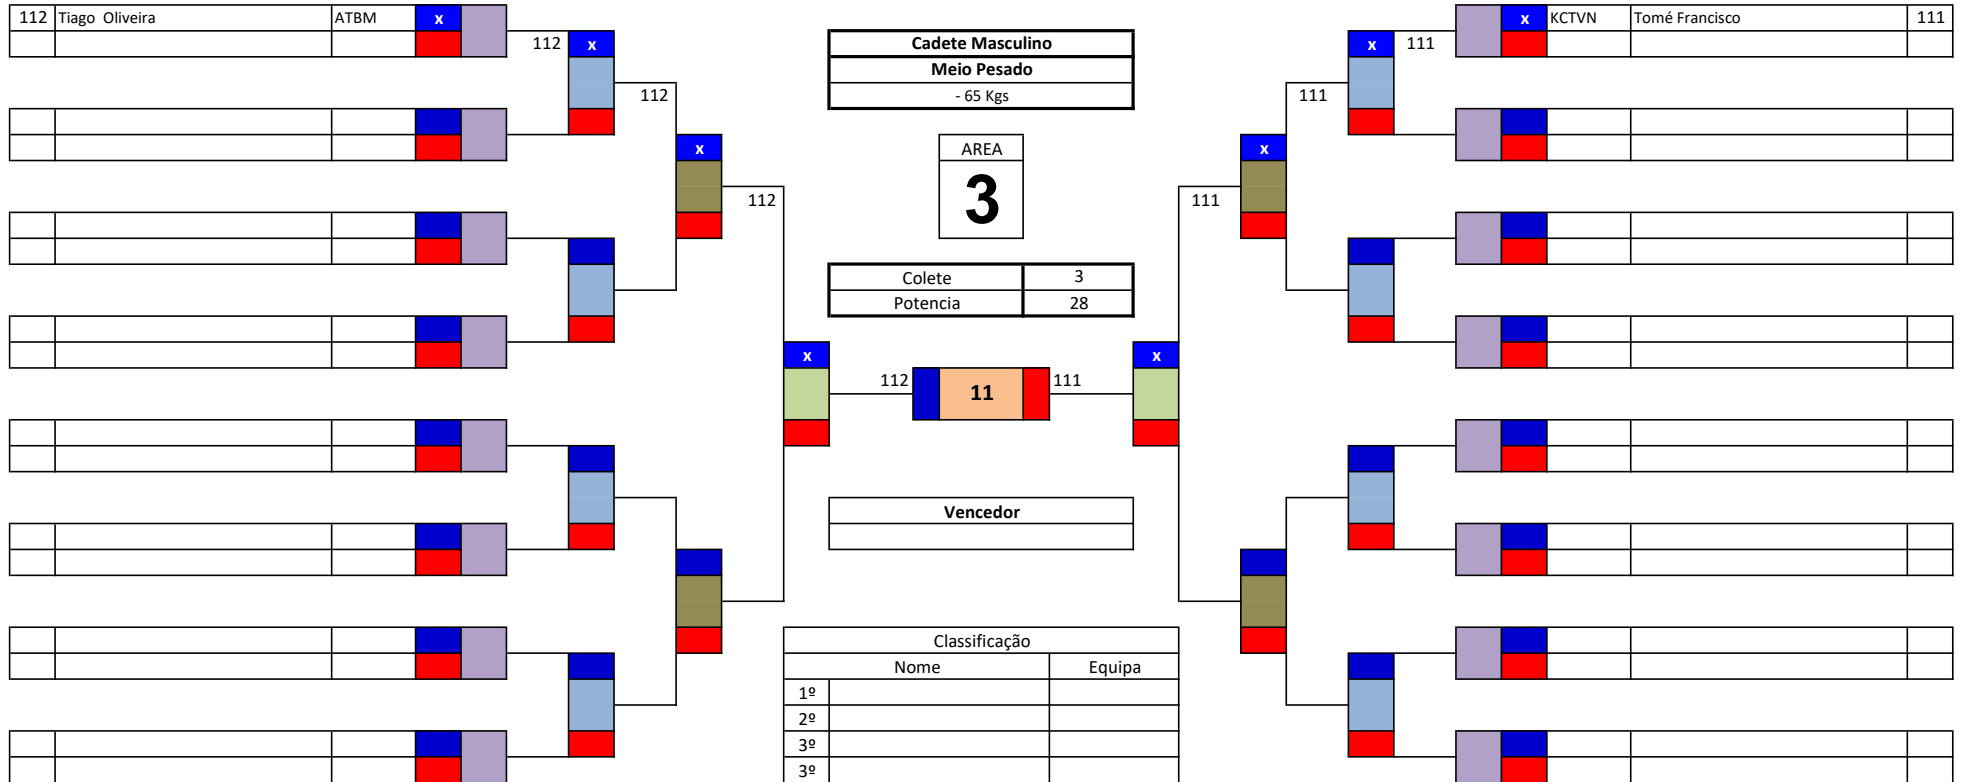 112 Tiago Oliveira ATBM x
x KCTVN Tomé Francisco 111
112 x
x 111
Cadete Masculino
Meio Pesado
- 65 Kgs
112
111
x
AREA
x
3
112
111
Colete 3
Potencia 28
x
x
112 11 111
Vencedor
Classificação
Nome Equipa
1º
2º
3º
3º